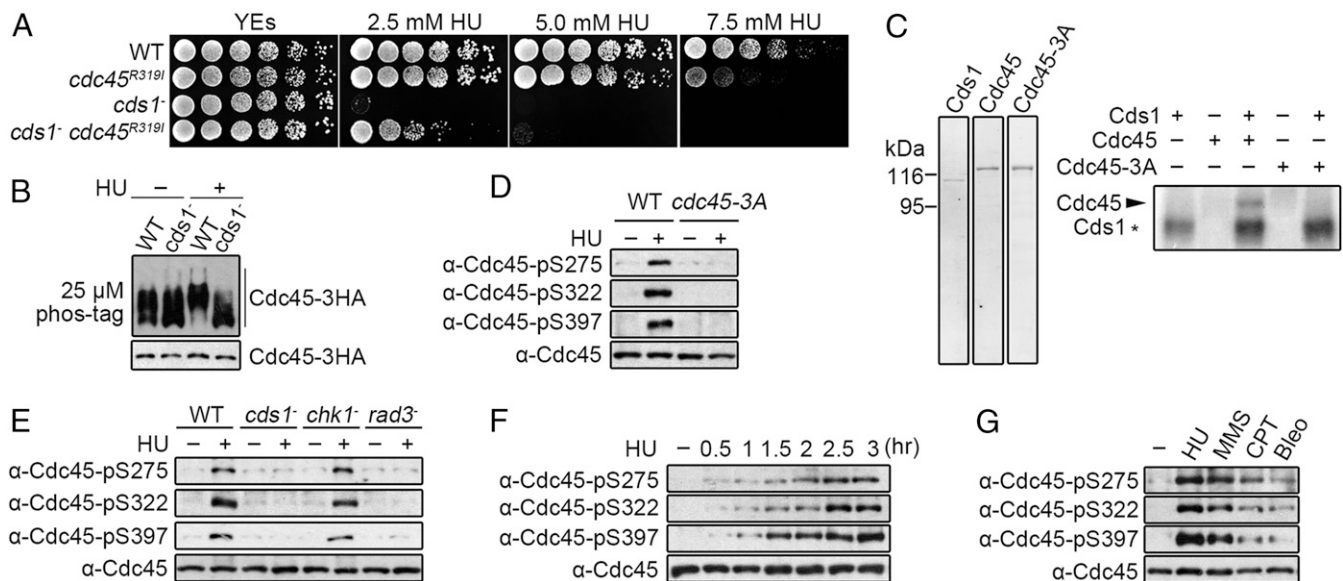 A
YEs 2.5 mM HU 5.0 mM HU 7.5 mM HU
WT
cdc45R319I
cds1-
cds1- cdc45R319I
B
HU – +
WT cds1- WT cds1-
25 µM
phos-tag
Cdc45-3HA
Cdc45-3HA
C
Cds1 Cdc45 Cdc45-3A
kDa
116
95
Cds1 + – + – +
Cdc45 – + + – –
Cdc45-3A – – – + +
Cdc45
Cds1 *
D
WT cdc45-3A
HU – + – +
α-Cdc45-pS275
α-Cdc45-pS322
α-Cdc45-pS397
α-Cdc45
E
WT cds1- chk1- rad3-
HU – + – + – + – +
α-Cdc45-pS275
α-Cdc45-pS322
α-Cdc45-pS397
α-Cdc45
F
HU – 0.5 1 1.5 2 2.5 3 (hr)
α-Cdc45-pS275
α-Cdc45-pS322
α-Cdc45-pS397
α-Cdc45
G
– HU MMS CPT Bleo
α-Cdc45-pS275
α-Cdc45-pS322
α-Cdc45-pS397
α-Cdc45